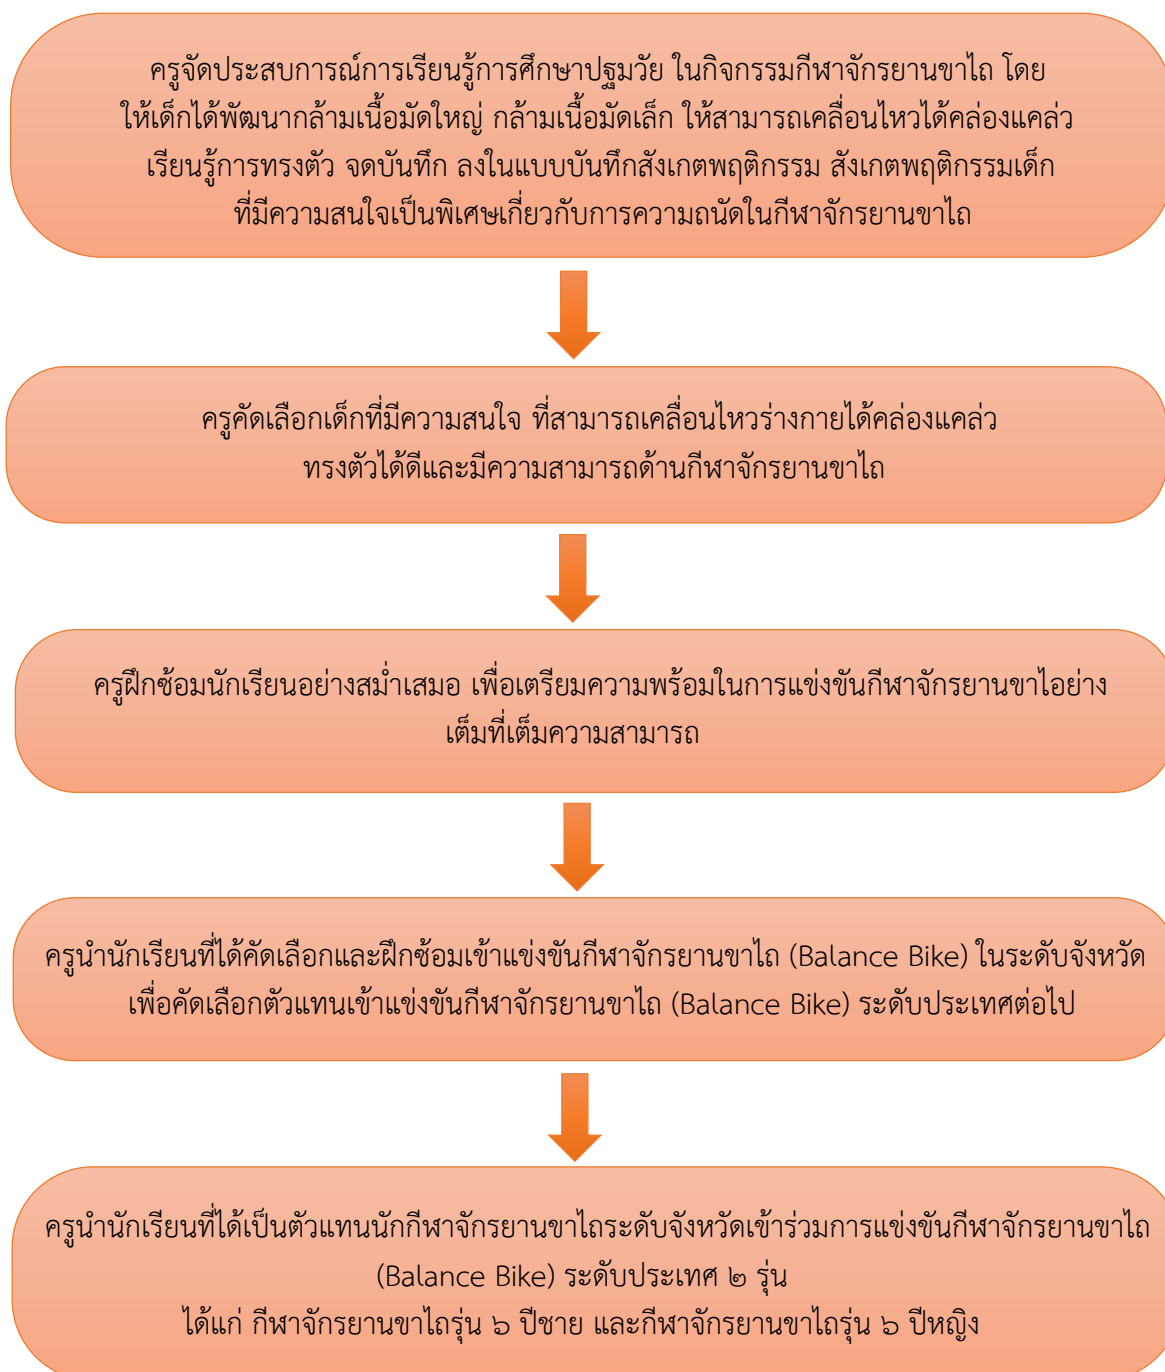 ครูจัดประสบการณ์การเรียนรู้การศึกษาปฐมวัย ในกิจกรรมกีฬาจักรยานขาไถ โดย
ให้เด็กได้พัฒนากล้ามเนื้อมัดใหญ่ กล้ามเนื้อมัดเล็ก ให้สามารถเคลื่อนไหวได้คล่องแคล่ว
เรียนรู้การทรงตัว จดบันทึก ลงในแบบบันทึกสังเกตพฤติกรรม สังเกตพฤติกรรมเด็ก
ที่มีความสนใจเป็นพิเศษเกี่ยวกับการความถนัดในกีฬาจักรยานขาไถ
ครูคัดเลือกเด็กที่มีความสนใจ ที่สามารถเคลื่อนไหวร่างกายได้คล่องแคล่ว
ทรงตัวได้ดีและมีความสามารถด้านกีฬาจักรยานขาไถ
ครูฝึกซ้อมนักเรียนอย่างสม่ำเสมอ เพื่อเตรียมความพร้อมในการแข่งขันกีฬาจักรยานขาไอย่าง
เต็มที่เต็มความสามารถ
ครูนำนักเรียนที่ได้คัดเลือกและฝึกซ้อมเข้าแข่งขันกีฬาจักรยานขาไถ (Balance Bike) ในระดับจังหวัด
เพื่อคัดเลือกตัวแทนเข้าแข่งขันกีฬาจักรยานขาไถ (Balance Bike) ระดับประเทศต่อไป
ครูนำนักเรียนที่ได้เป็นตัวแทนนักกีฬาจักรยานขาไถระดับจังหวัดเข้าร่วมการแข่งขันกีฬาจักรยานขาไถ
(Balance Bike) ระดับประเทศ ๒ รุ่น
ได้แก่ กีฬาจักรยานขาไถรุ่น ๖ ปีชาย และกีฬาจักรยานขาไถรุ่น ๖ ปีหญิง